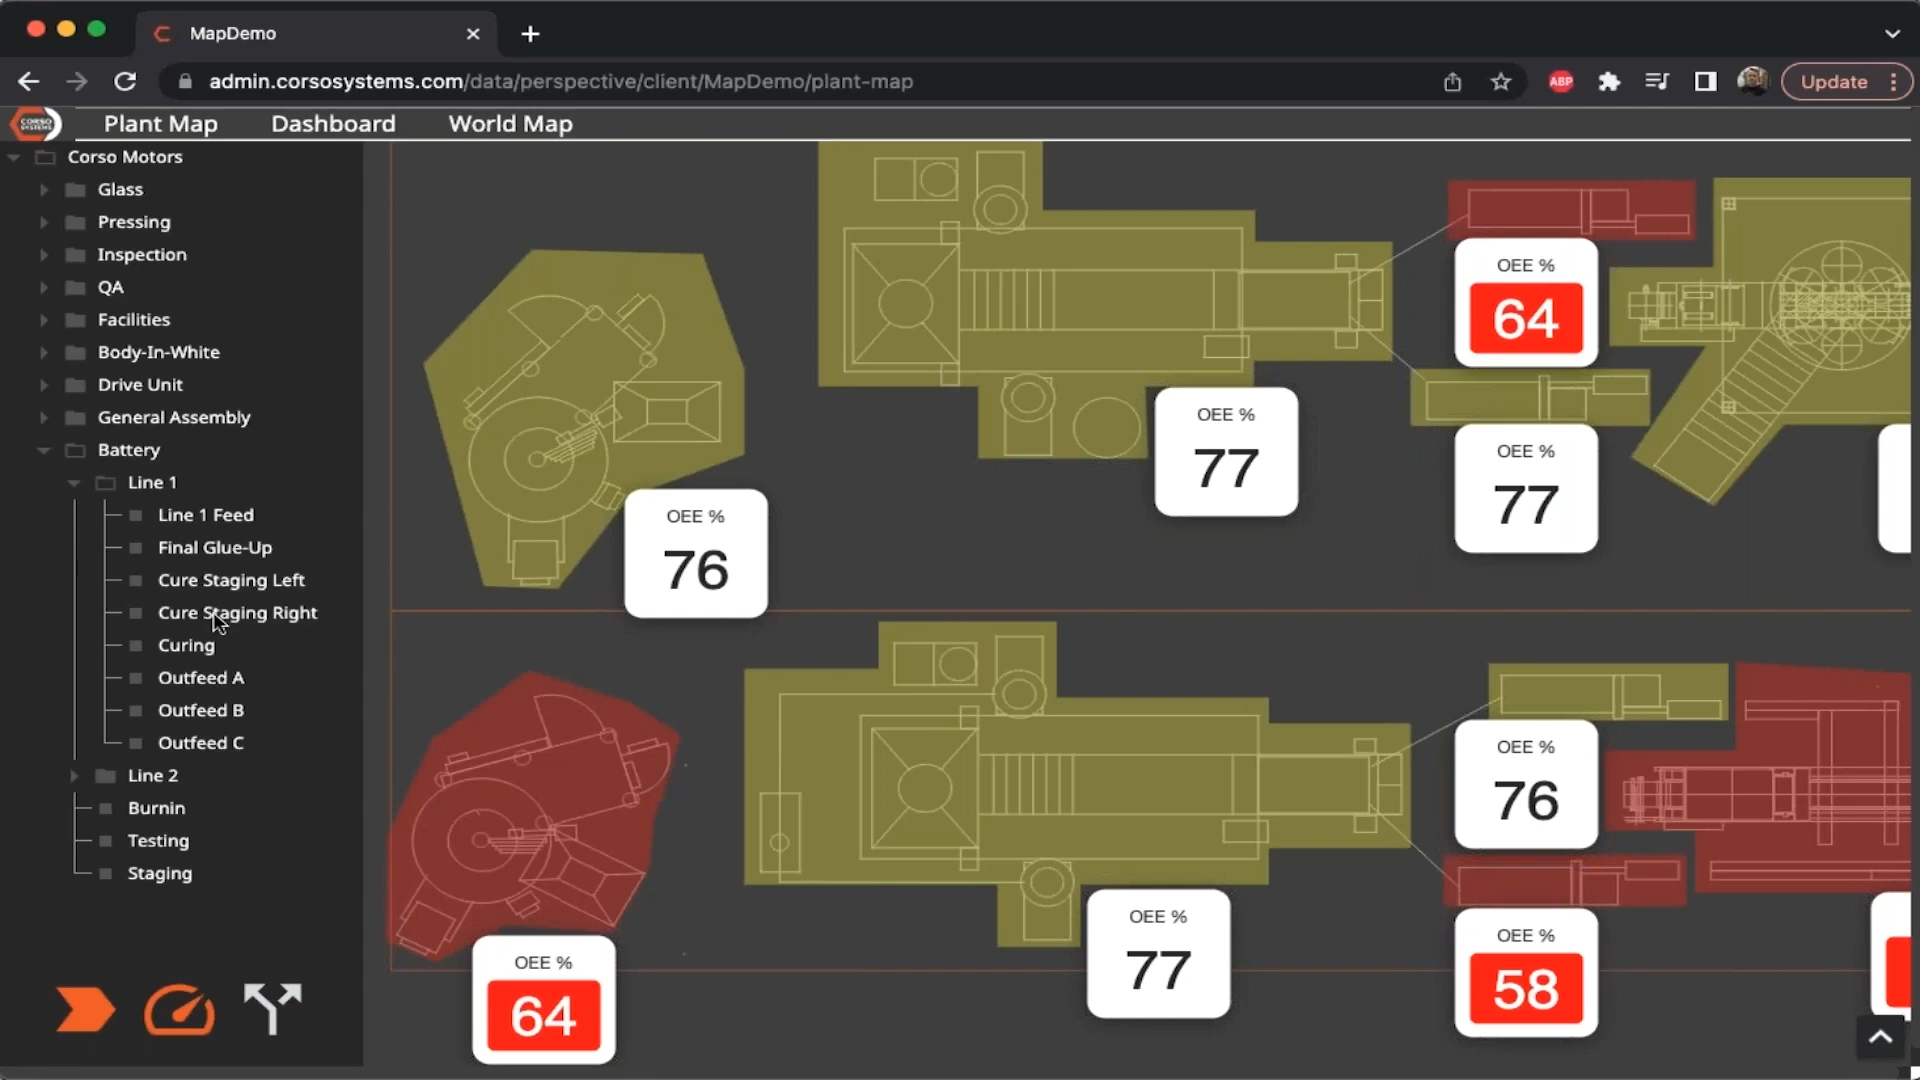 MapDemo
admin.corsosystems.com/data/perspective/client/MapDemo/plant-map
ABP
Update
CORSO
SYSTEMS
Plant Map
Dashboard
World Map
Corso Motors
Glass
Pressing
Inspection
QA
Facilities
Body-In-White
Drive Unit
General Assembly
Battery
Line 1
Line 1 Feed
Final Glue-Up
Cure Staging Left
Cure Staging Right
Curing
Outfeed A
Outfeed B
Outfeed C
Line 2
Burnin
Testing
Staging
OEE %
76
OEE %
77
OEE %
64
OEE %
77
OEE %
64
OEE %
77
OEE %
76
OEE %
58